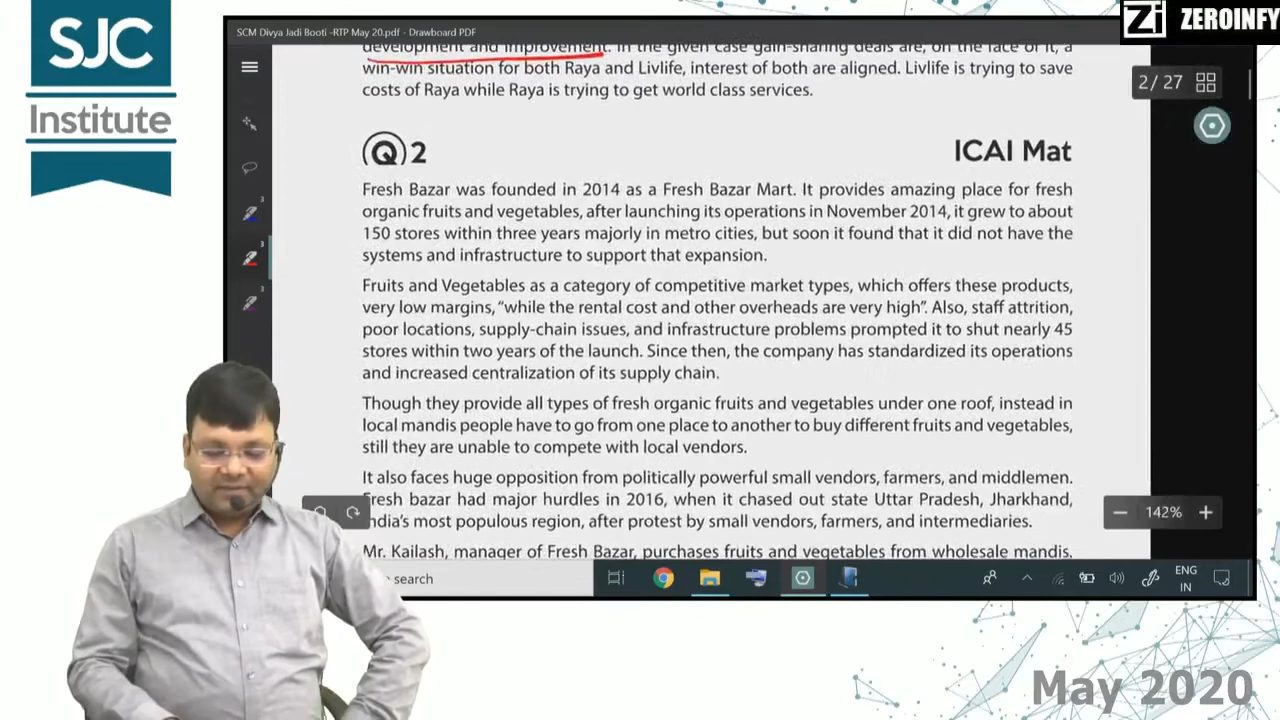 SJC
Institute
Zi ZEROINFY
SCM Divya Jadi Booti -RTP May 20.pdf - Drawboard PDF
development and improvement. In the given case gain-sharing deals are, on the face of it, a
win-win situation for both Raya and Livlife, interest of both are aligned. Livlife is trying to save
costs of Raya while Raya is trying to get world class services.
2 / 27
Q 2
ICAI Mat
Fresh Bazar was founded in 2014 as a Fresh Bazar Mart. It provides amazing place for fresh
organic fruits and vegetables, after launching its operations in November 2014, it grew to about
150 stores within three years majorly in metro cities, but soon it found that it did not have the
systems and infrastructure to support that expansion.
Fruits and Vegetables as a category of competitive market types, which offers these products,
very low margins, “while the rental cost and other overheads are very high”. Also, staff attrition,
poor locations, supply-chain issues, and infrastructure problems prompted it to shut nearly 45
stores within two years of the launch. Since then, the company has standardized its operations
and increased centralization of its supply chain.
Though they provide all types of fresh organic fruits and vegetables under one roof, instead in
local mandis people have to go from one place to another to buy different fruits and vegetables,
still they are unable to compete with local vendors.
It also faces huge opposition from politically powerful small vendors, farmers, and middlemen.
Fresh bazar had major hurdles in 2016, when it chased out state Uttar Pradesh, Jharkhand,
India's most populous region, after protest by small vendors, farmers, and intermediaries.
Mr. Kailash, manager of Fresh Bazar, purchases fruits and vegetables from wholesale mandis.
3
3
3
142%
search
ENG
IN
May 2020